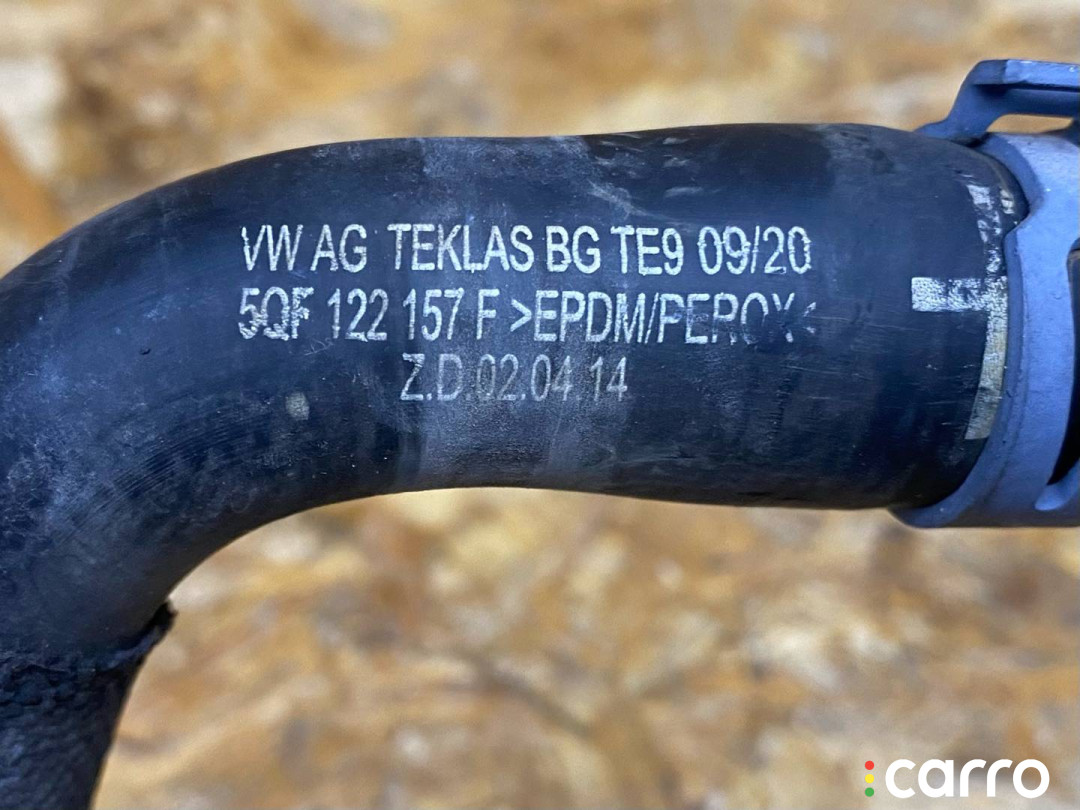 VW AG TEKLAS BG TE9 09/20
5QF 122 157 F >EPDM/PEROX<
Z.D.02.04.14
carro